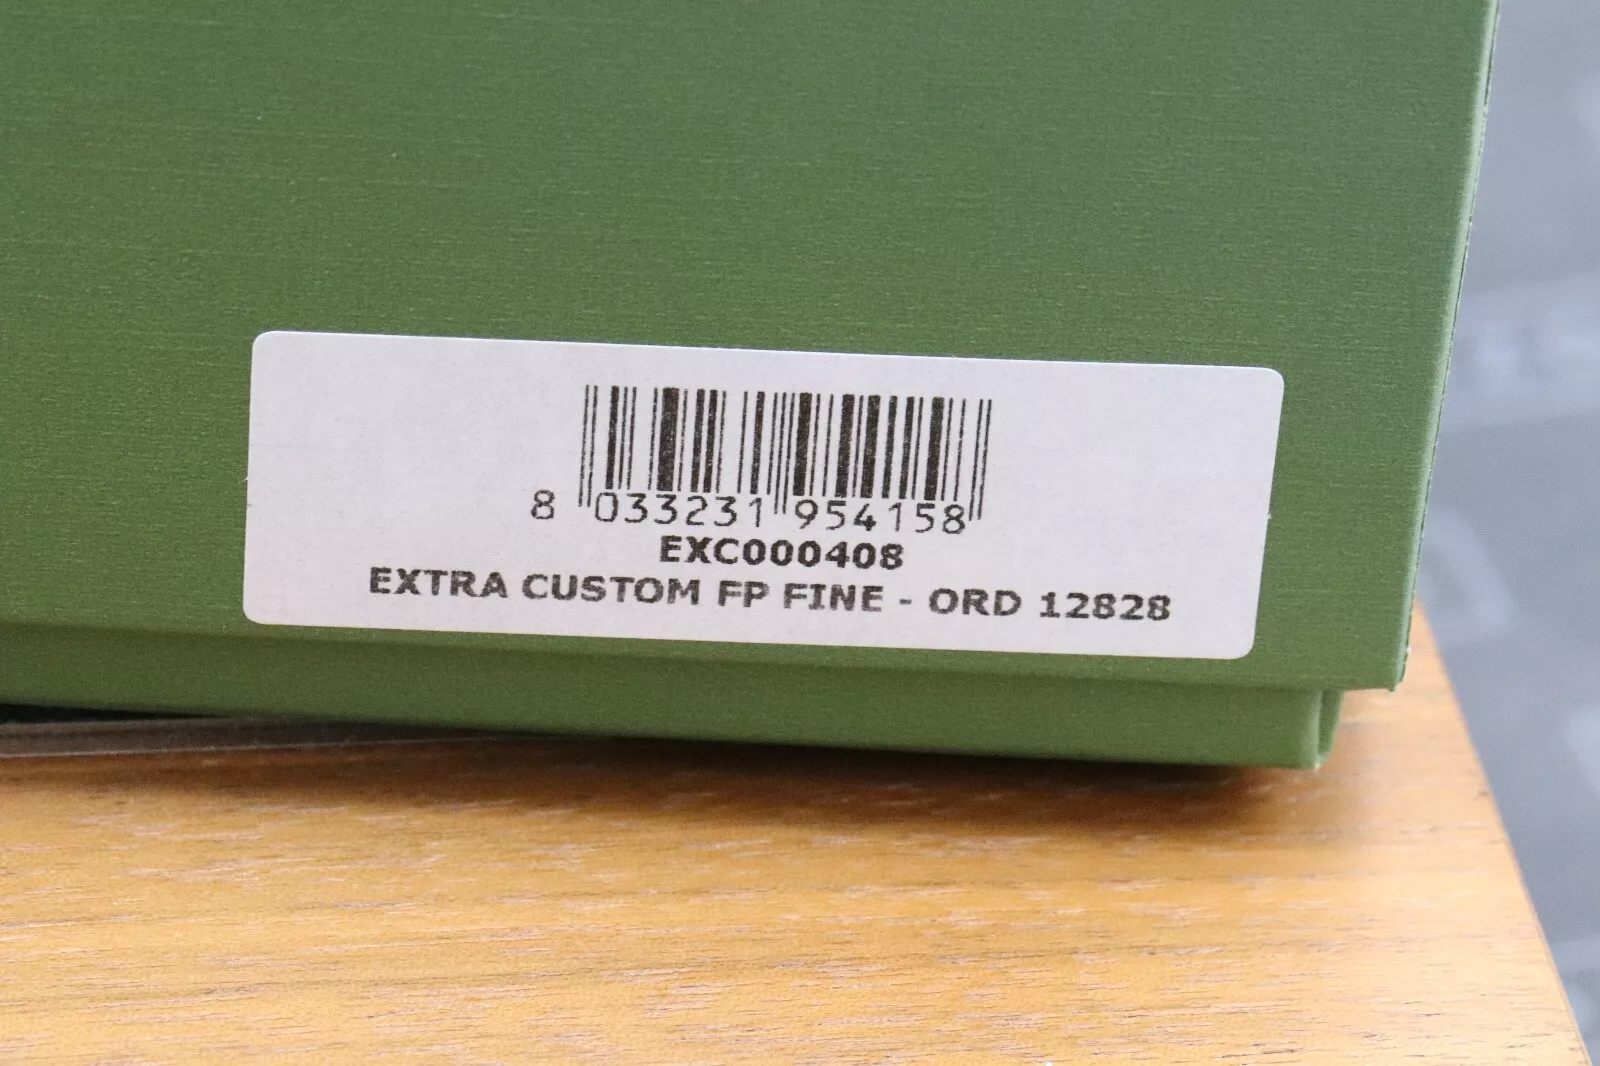 8 033231 954158
EXC000408
EXTRA CUSTOM FP FINE - ORD 12828